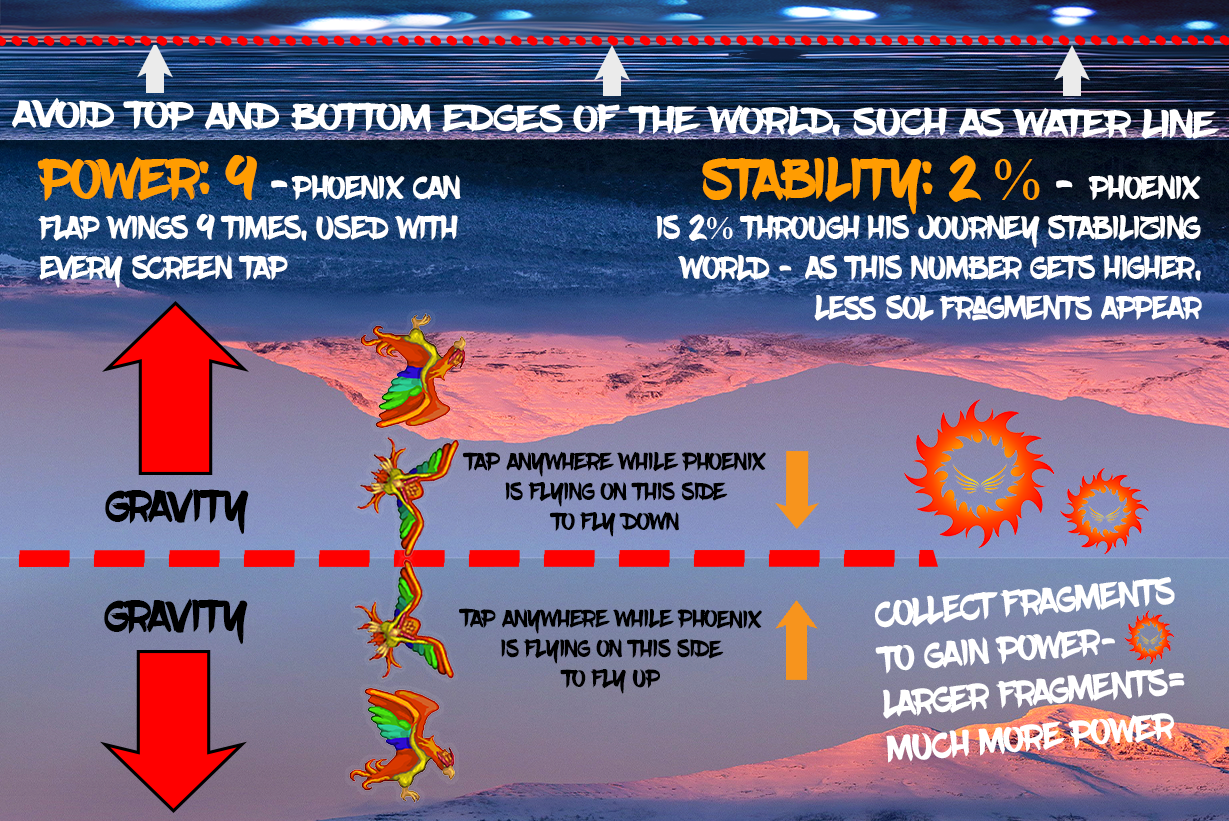 AVOID TOP AND BOTTOM EDGES OF THE WORLD, SUCH AS WATER LINE
POWER: 9 - PHOENIX CAN
FLAP WINGS 9 TIMES, USED WITH
EVERY SCREEN TAP
STABILITY: 2 % - PHOENIX
IS 2% THROUGH HIS JOURNEY STABILIZING
WORLD - AS THIS NUMBER GETS HIGHER,
LESS SOL FRAGMENTS APPEAR
GRAVITY
TAP ANYWHERE WHILE PHOENIX
IS FLYING ON THIS SIDE
TO FLY DOWN
GRAVITY
TAP ANYWHERE WHILE PHOENIX
IS FLYING ON THIS SIDE
TO FLY UP
COLLECT FRAGMENTS
TO GAIN POWER-
LARGER FRAGMENTS=
MUCH MORE POWER